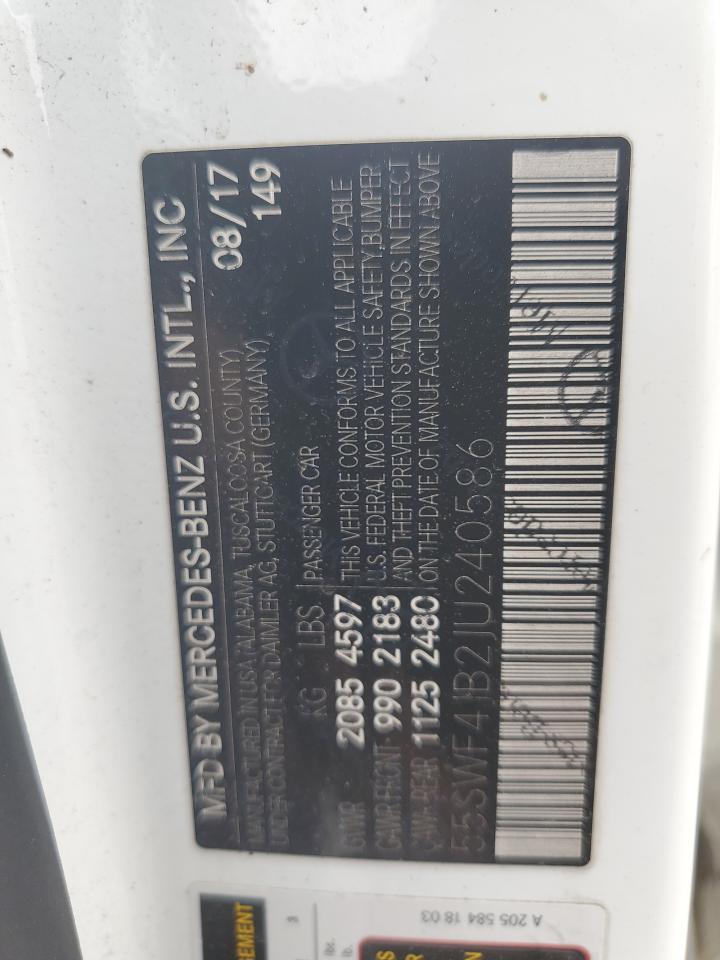 MFD BY MERCEDES-BENZ U.S. INTL., INC
MANUFACTURED IN USA (ALABAMA, TUSCALOOSA COUNTY) 08/17
UNDER CONTRACT FOR DAIMLER AG, STUTTGART (GERMANY) 149
KG LBS PASSENGER CAR
GVWR 2085 4597 THIS VEHICLE CONFORMS TO ALL APPLICABLE
GAWR FRONT 990 2183 U.S. FEDERAL MOTOR VEHICLE SAFETY, BUMPER
GAWR REAR 1125 2480 AND THEFT PREVENTION STANDARDS IN EFFECT
ON THE DATE OF MANUFACTURE SHOWN ABOVE
55SWF4JB2JU240586
A 205 584 18 03
lbs.
lb.